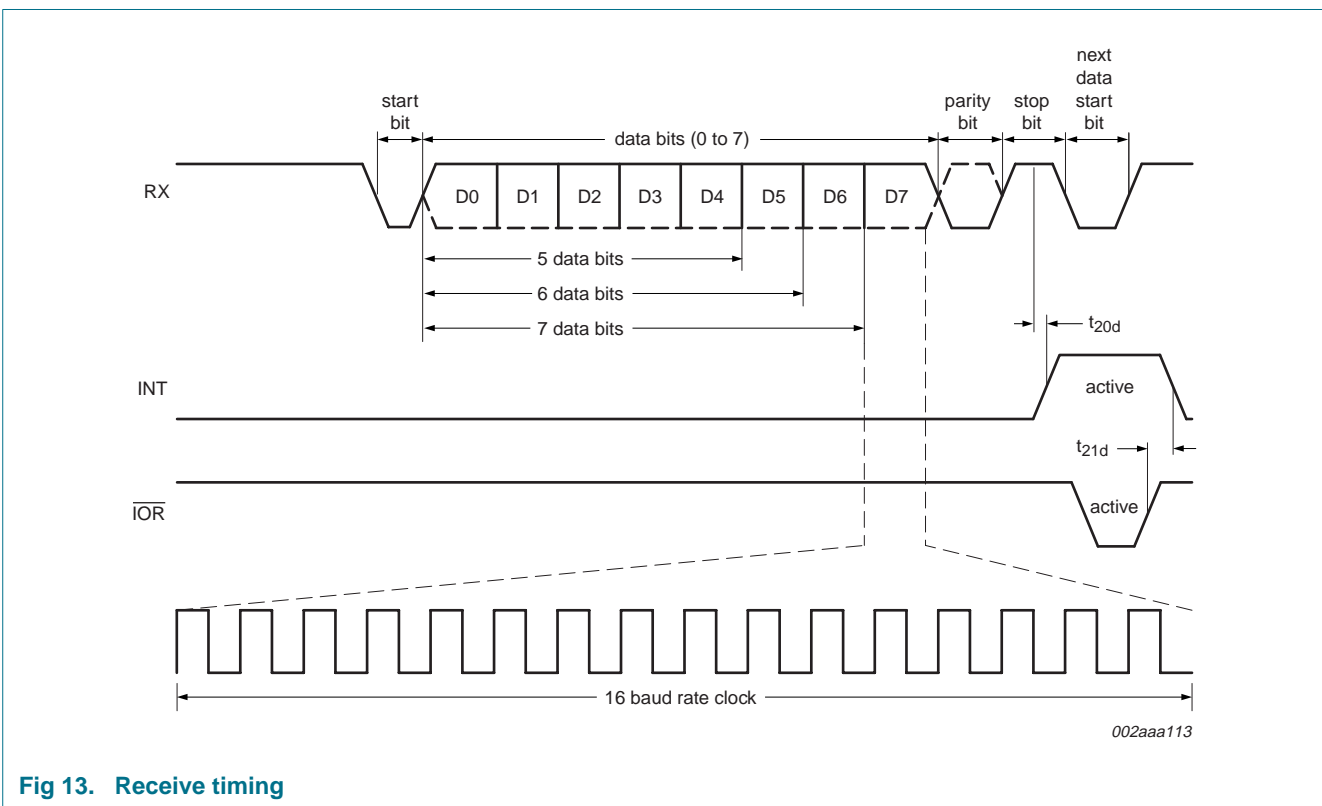 next
data
start
bit
start
bit
parity
bit
stop
bit
data bits (0 to 7)
RX
D0 D1 D2 D3 D4 D5 D6 D7
5 data bits
6 data bits
7 data bits
t20d
INT
active
t21d
IOR
active
16 baud rate clock
002aaa113
Fig 13. Receive timing